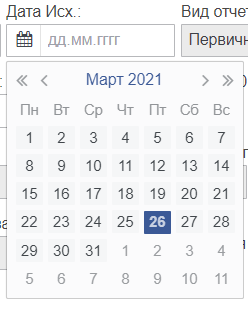 Дата Исх.: Вид отчет
дд.мм.гггг Первичн
Март 2021
Пн Вт Ср Чт Пт Сб Вс
1 2 3 4 5 6 7
8 9 10 11 12 13 14
15 16 17 18 19 20 21
22 23 24 25 26 27 28
29 30 31 1 2 3 4
5 6 7 8 9 10 11